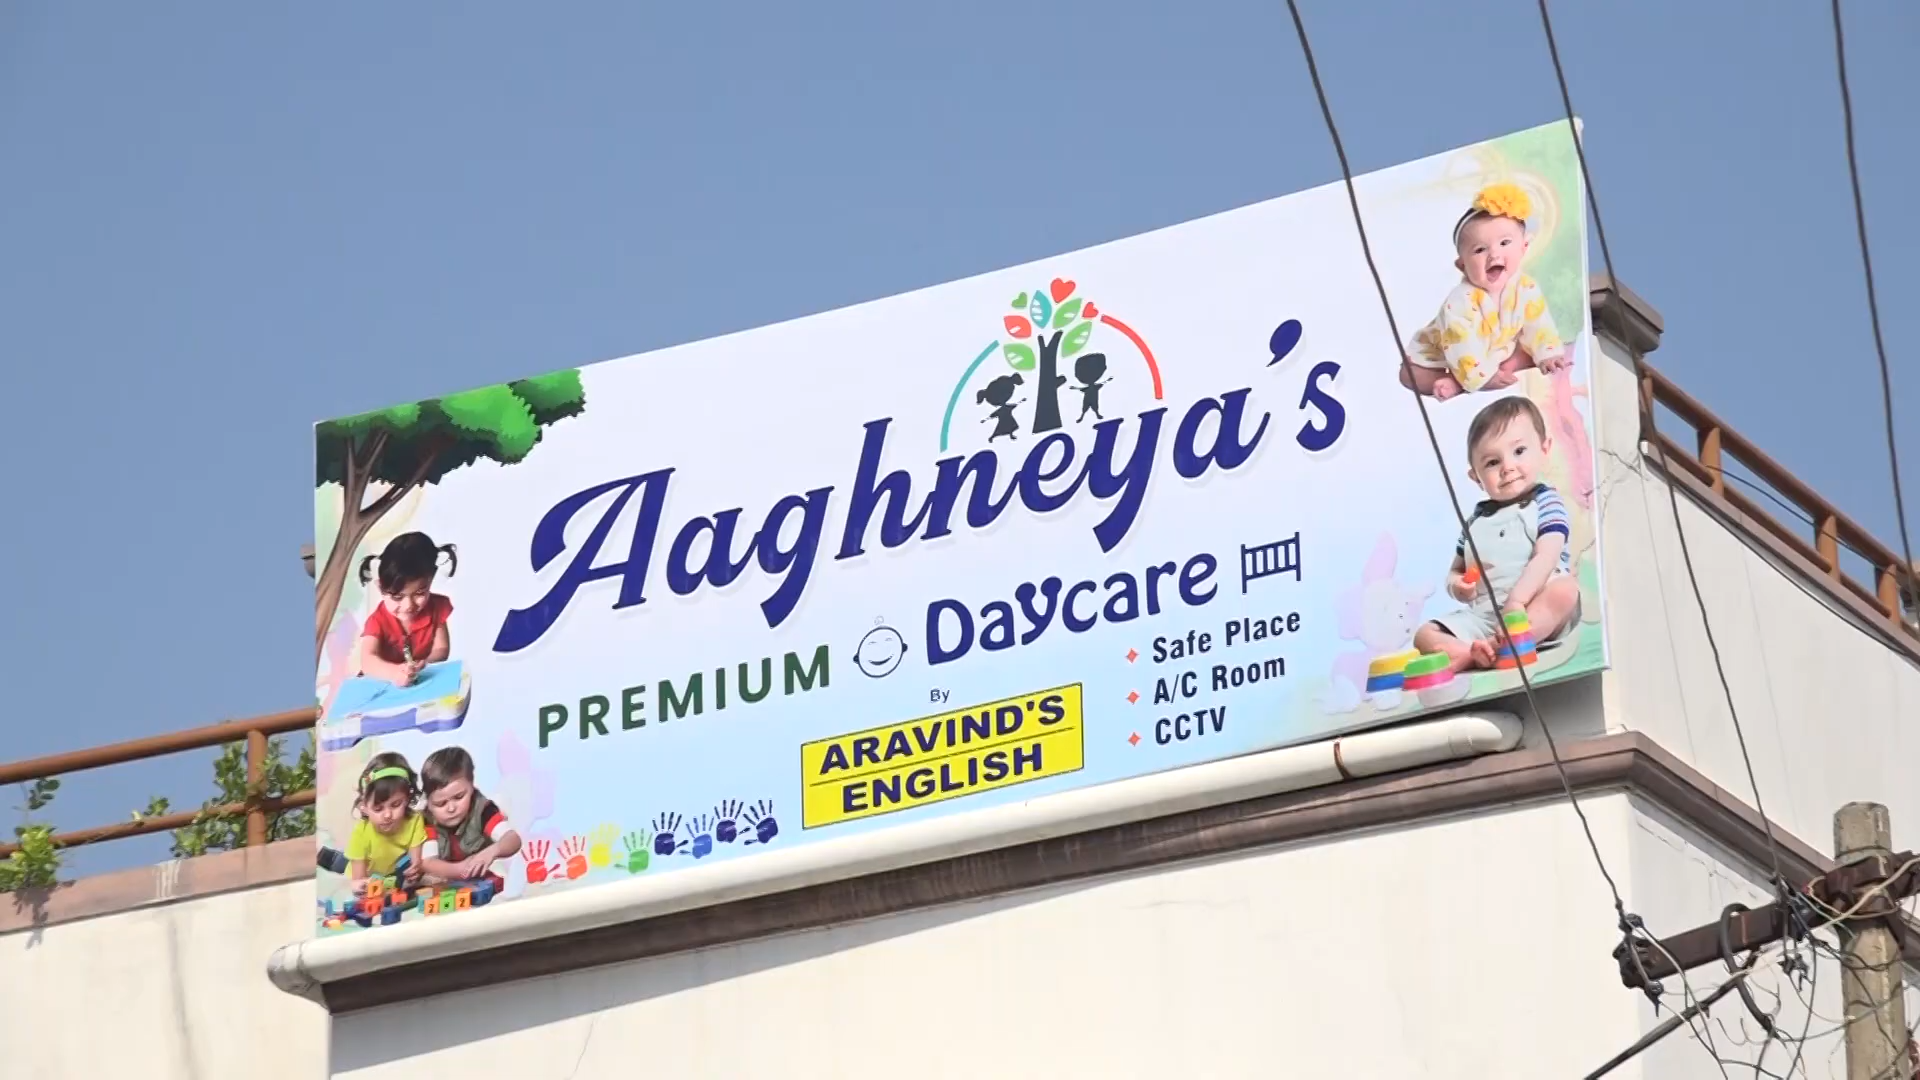 Aaghneya's
PREMIUM Daycare
By
ARAVIND'S
ENGLISH
Safe Place
A/C Room
CCTV